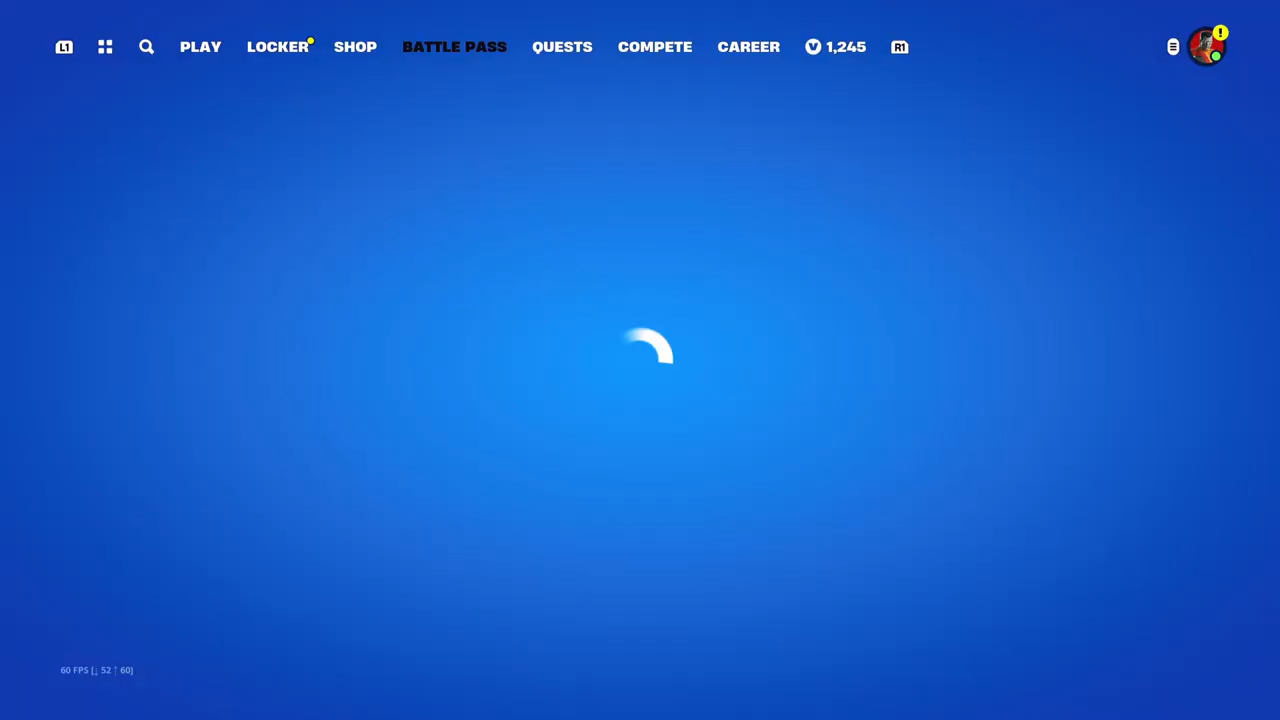 L1 PLAY LOCKER SHOP BATTLE PASS QUESTS COMPETE CAREER V 1,245 R1 !
60 FPS [↓ 52 ↑ 60]